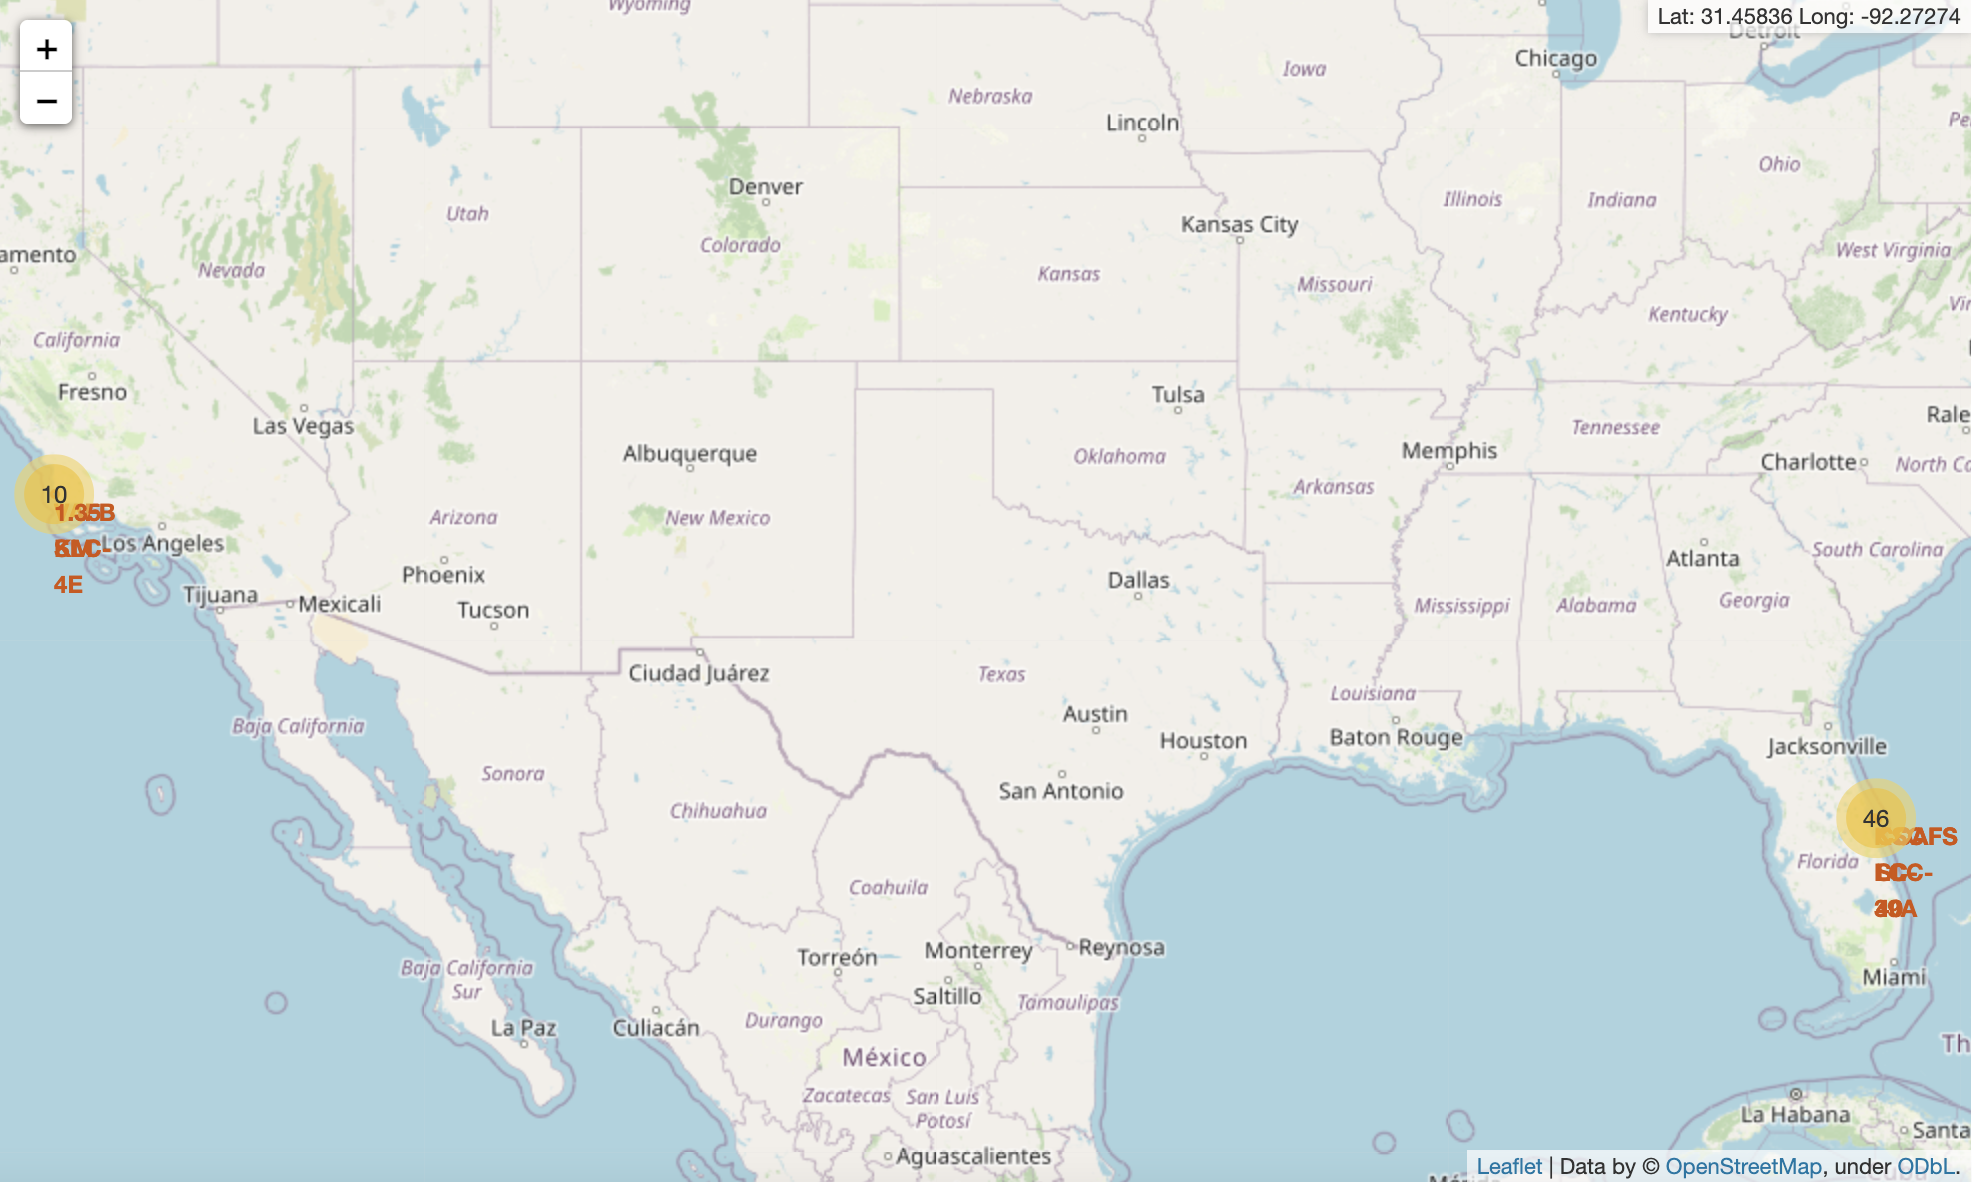 Wyoming
Lat: 31.45836 Long: -92.27274
+
Detroit
Chicago
Iowa
Nebraska
−
Lincoln
Pe
Ohio
Denver
Illinois
Indiana
Utah
Kansas City
Colorado
West Virginia
amento
Nevada
Kansas
Missouri
Vir
Kentucky
California
Fresno
Tulsa
Rale
Las Vegas
Tennessee
Albuquerque
Memphis
Oklahoma
Charlotte
North Ca
Arkansas
10
Arizona
New Mexico
Los Angeles
South Carolina
Atlanta
4E
Phoenix
Dallas
Tijuana
Mexicali
Tucson
Mississippi
Alabama
Georgia
Ciudad Juárez
Texas
Louisiana
Austin
Baja California
Houston
Baton Rouge
Jacksonville
Sonora
San Antonio
Chihuahua
46
Florida
Coahuila
Torreón
Monterrey
Reynosa
Baja California
Sur
Miami
Saltillo
Tamaulipas
La Paz
Culiacán
Durango
México
Th
Zacatecas
San Luis
Potosí
La Habana
Santa
Aguascalientes
Leaflet | Data by © OpenStreetMap, under ODbL.